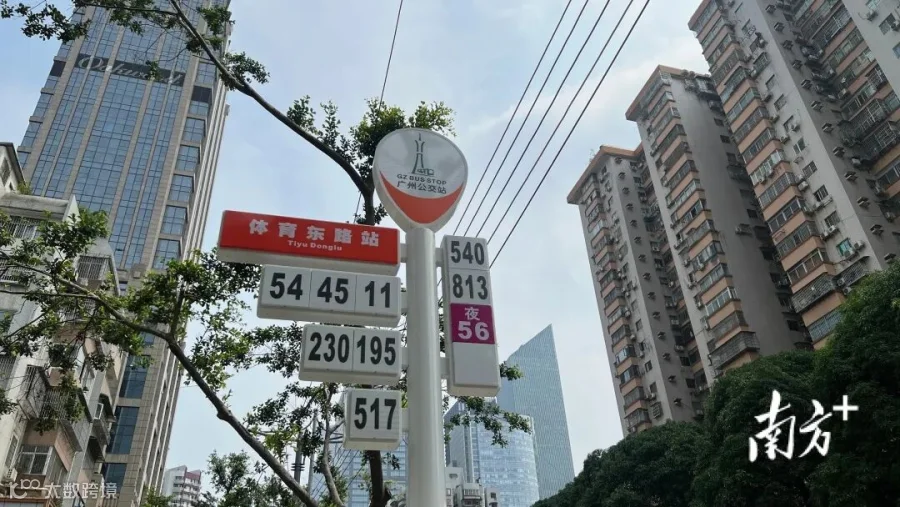 GZ BUS STOP
广州公交站
体育东路站
Tiyu Donglu
54 45 11
230 195
517
540
813
夜
56
南方+
大数跨境